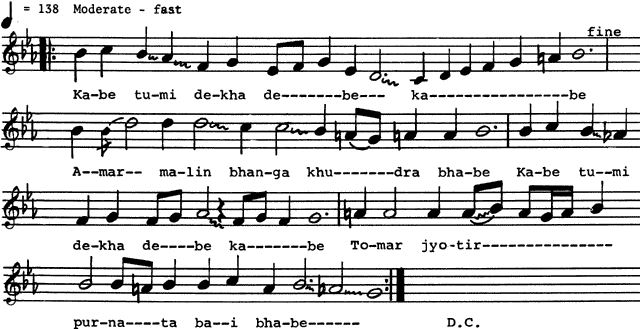 = 138 Moderate - fast
fine
Ka-be tu-mi de-kha de-------be--- ka-----------------be
A--mar-- ma-lin bhan-ga khu-------dra bha-be Ka-be tu--mi
de-kha de----be ka-------be To-mar jyo-tir----------------
pur-na----ta ba--i bha-be------ D.C.